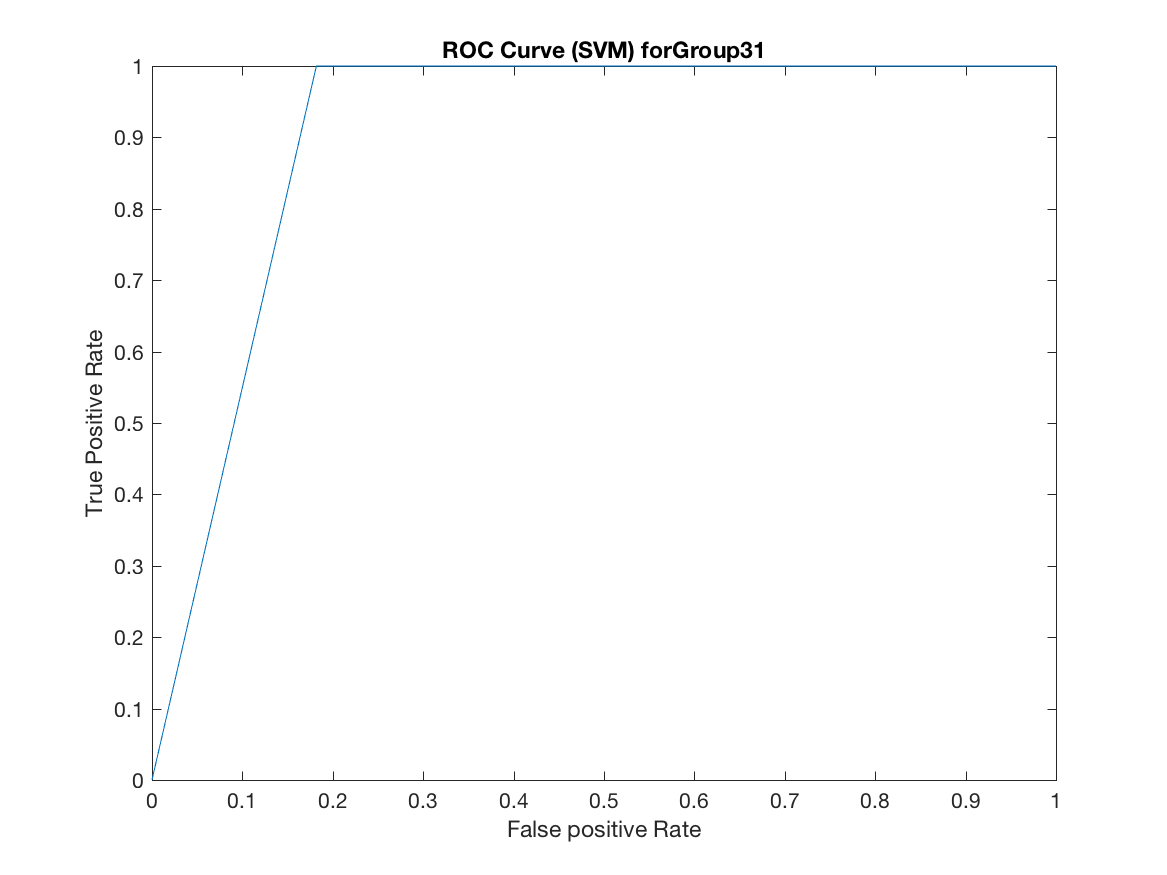 ROC Curve (SVM) forGroup31
1
0.9
0.8
0.7
0.6
0.5
0.4
0.3
0.2
0.1
0
True Positive Rate
0 0.1 0.2 0.3 0.4 0.5 0.6 0.7 0.8 0.9 1
False positive Rate